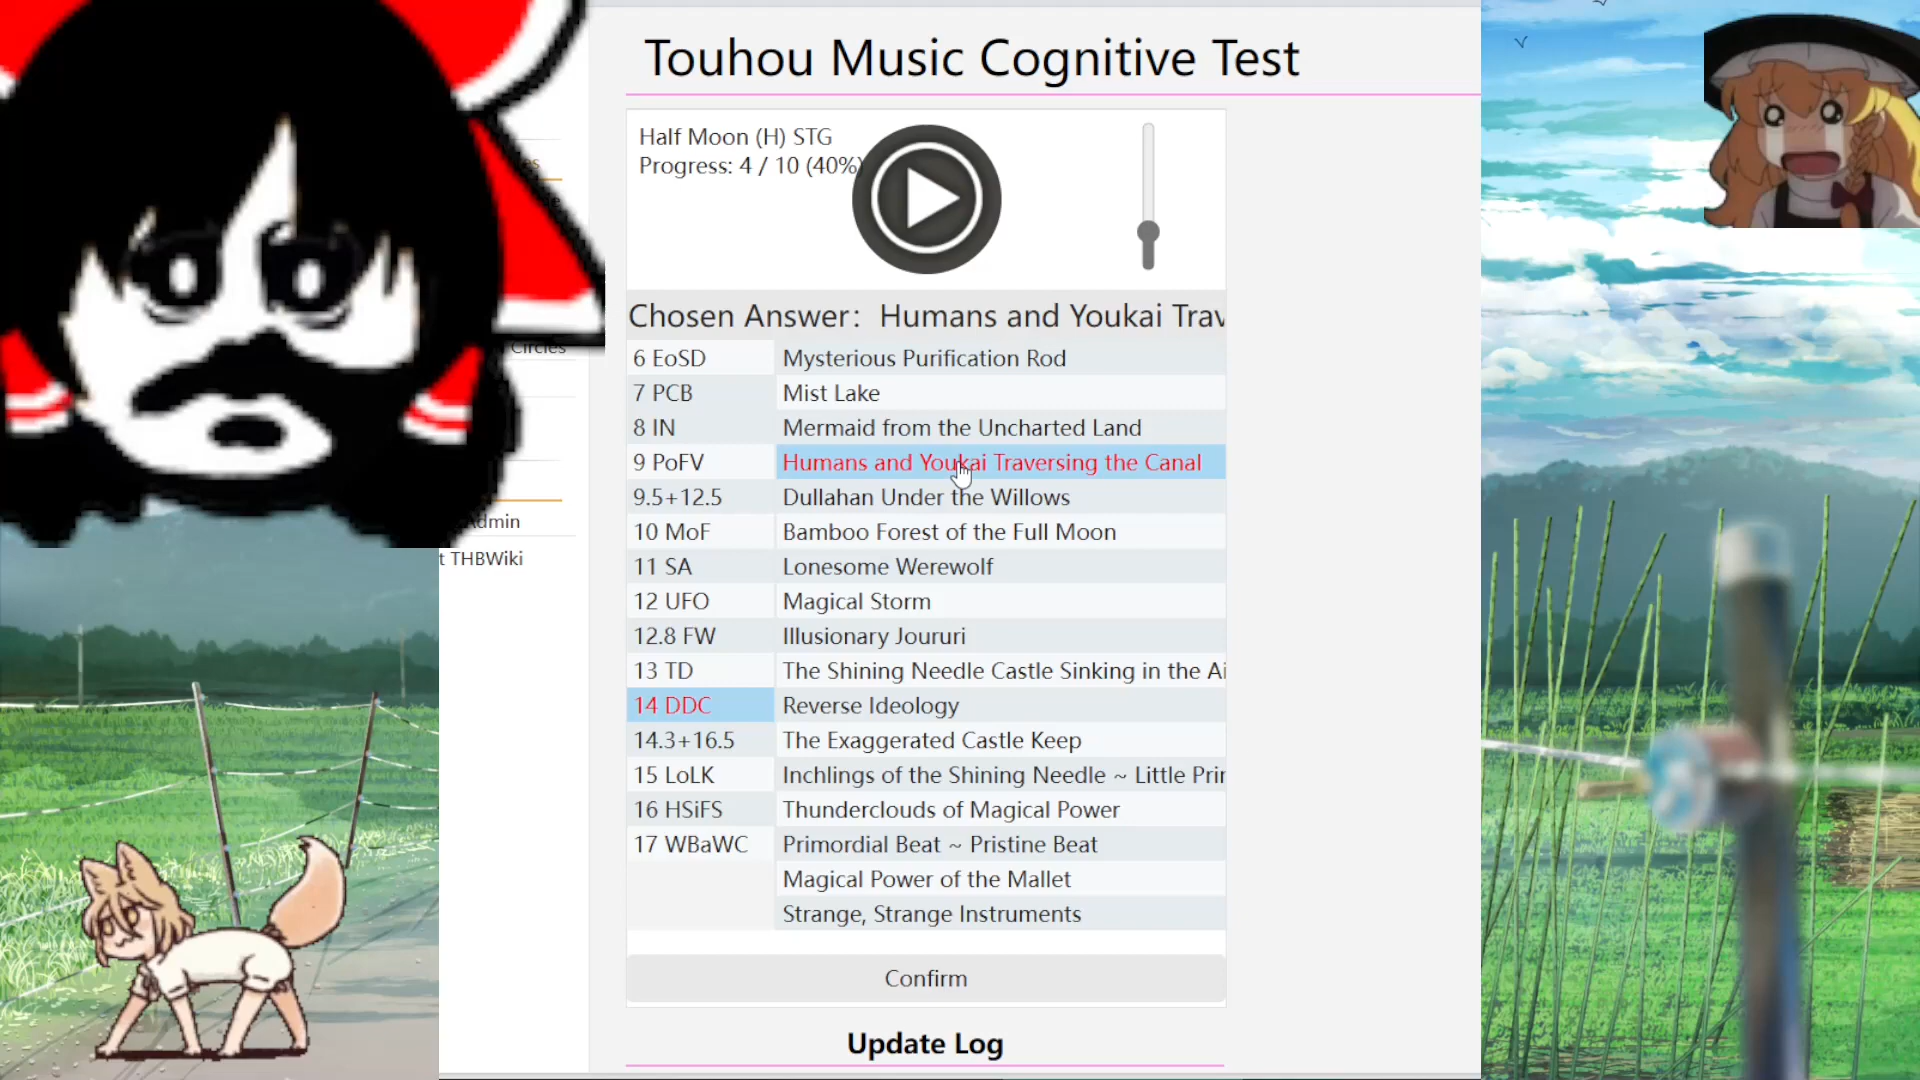 Touhou Music Cognitive Test
Half Moon (H) STG
Progress: 4 / 10 (40%)
Chosen Answer: Humans and Youkai Trav
6 EoSD Mysterious Purification Rod
7 PCB Mist Lake
8 IN Mermaid from the Uncharted Land
9 PoFV Humans and Youkai Traversing the Canal
9.5+12.5 Dullahan Under the Willows
10 MoF Bamboo Forest of the Full Moon
11 SA Lonesome Werewolf
12 UFO Magical Storm
12.8 FW Illusionary Joururi
13 TD The Shining Needle Castle Sinking in the Ai
14 DDC Reverse Ideology
14.3+16.5 The Exaggerated Castle Keep
15 LoLK Inchlings of the Shining Needle ~ Little Prin
16 HSiFS Thunderclouds of Magical Power
17 WBaWC Primordial Beat ~ Pristine Beat
Magical Power of the Mallet
Strange, Strange Instruments
Confirm
Update Log
Circles
Admin
t THBWiki